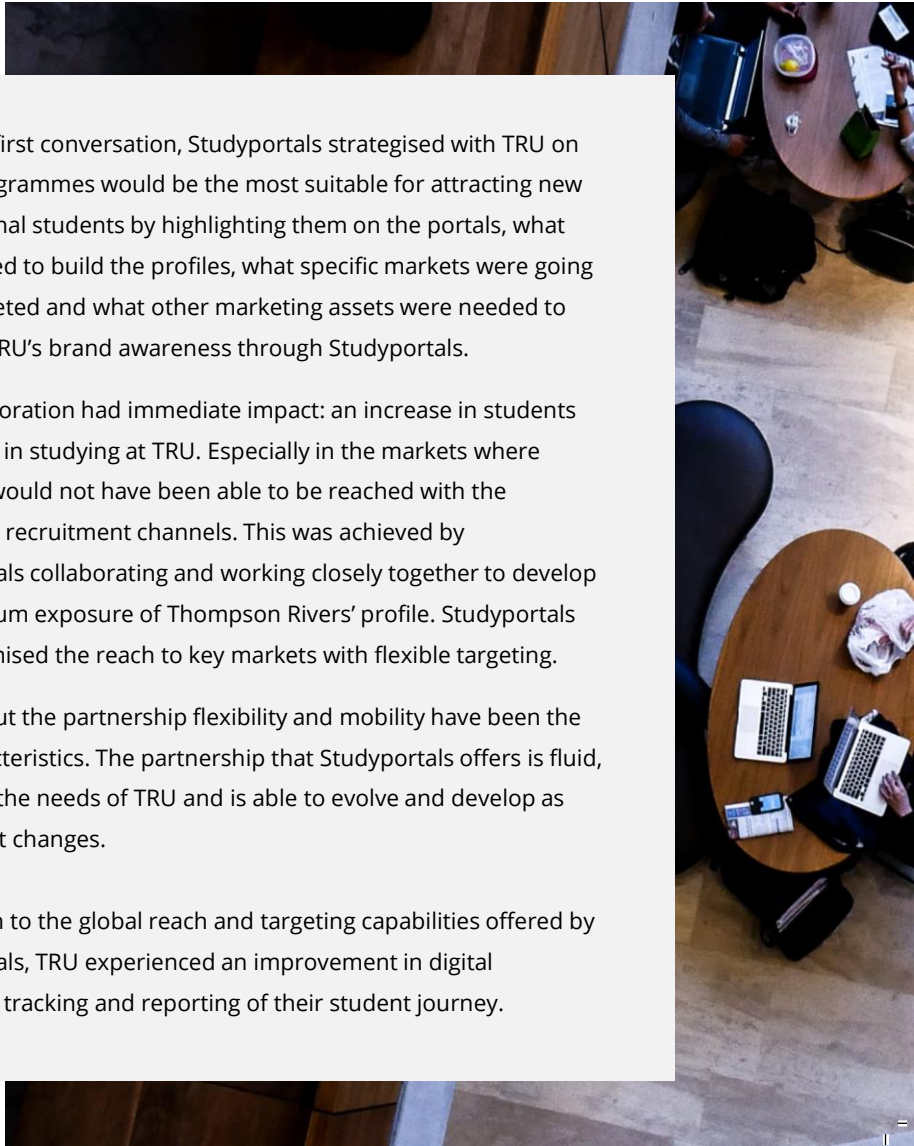 first conversation, Studyportals strategised with TRU on
grammes would be the most suitable for attracting new
nal students by highlighting them on the portals, what
ed to build the profiles, what specific markets were going
eted and what other marketing assets were needed to
RU’s brand awareness through Studyportals.
oration had immediate impact: an increase in students
in studying at TRU. Especially in the markets where
would not have been able to be reached with the
recruitment channels. This was achieved by
als collaborating and working closely together to develop
um exposure of Thompson Rivers’ profile. Studyportals
nised the reach to key markets with flexible targeting.
ut the partnership flexibility and mobility have been the
cteristics. The partnership that Studyportals offers is fluid,
the needs of TRU and is able to evolve and develop as
t changes.
n to the global reach and targeting capabilities offered by
als, TRU experienced an improvement in digital
tracking and reporting of their student journey.